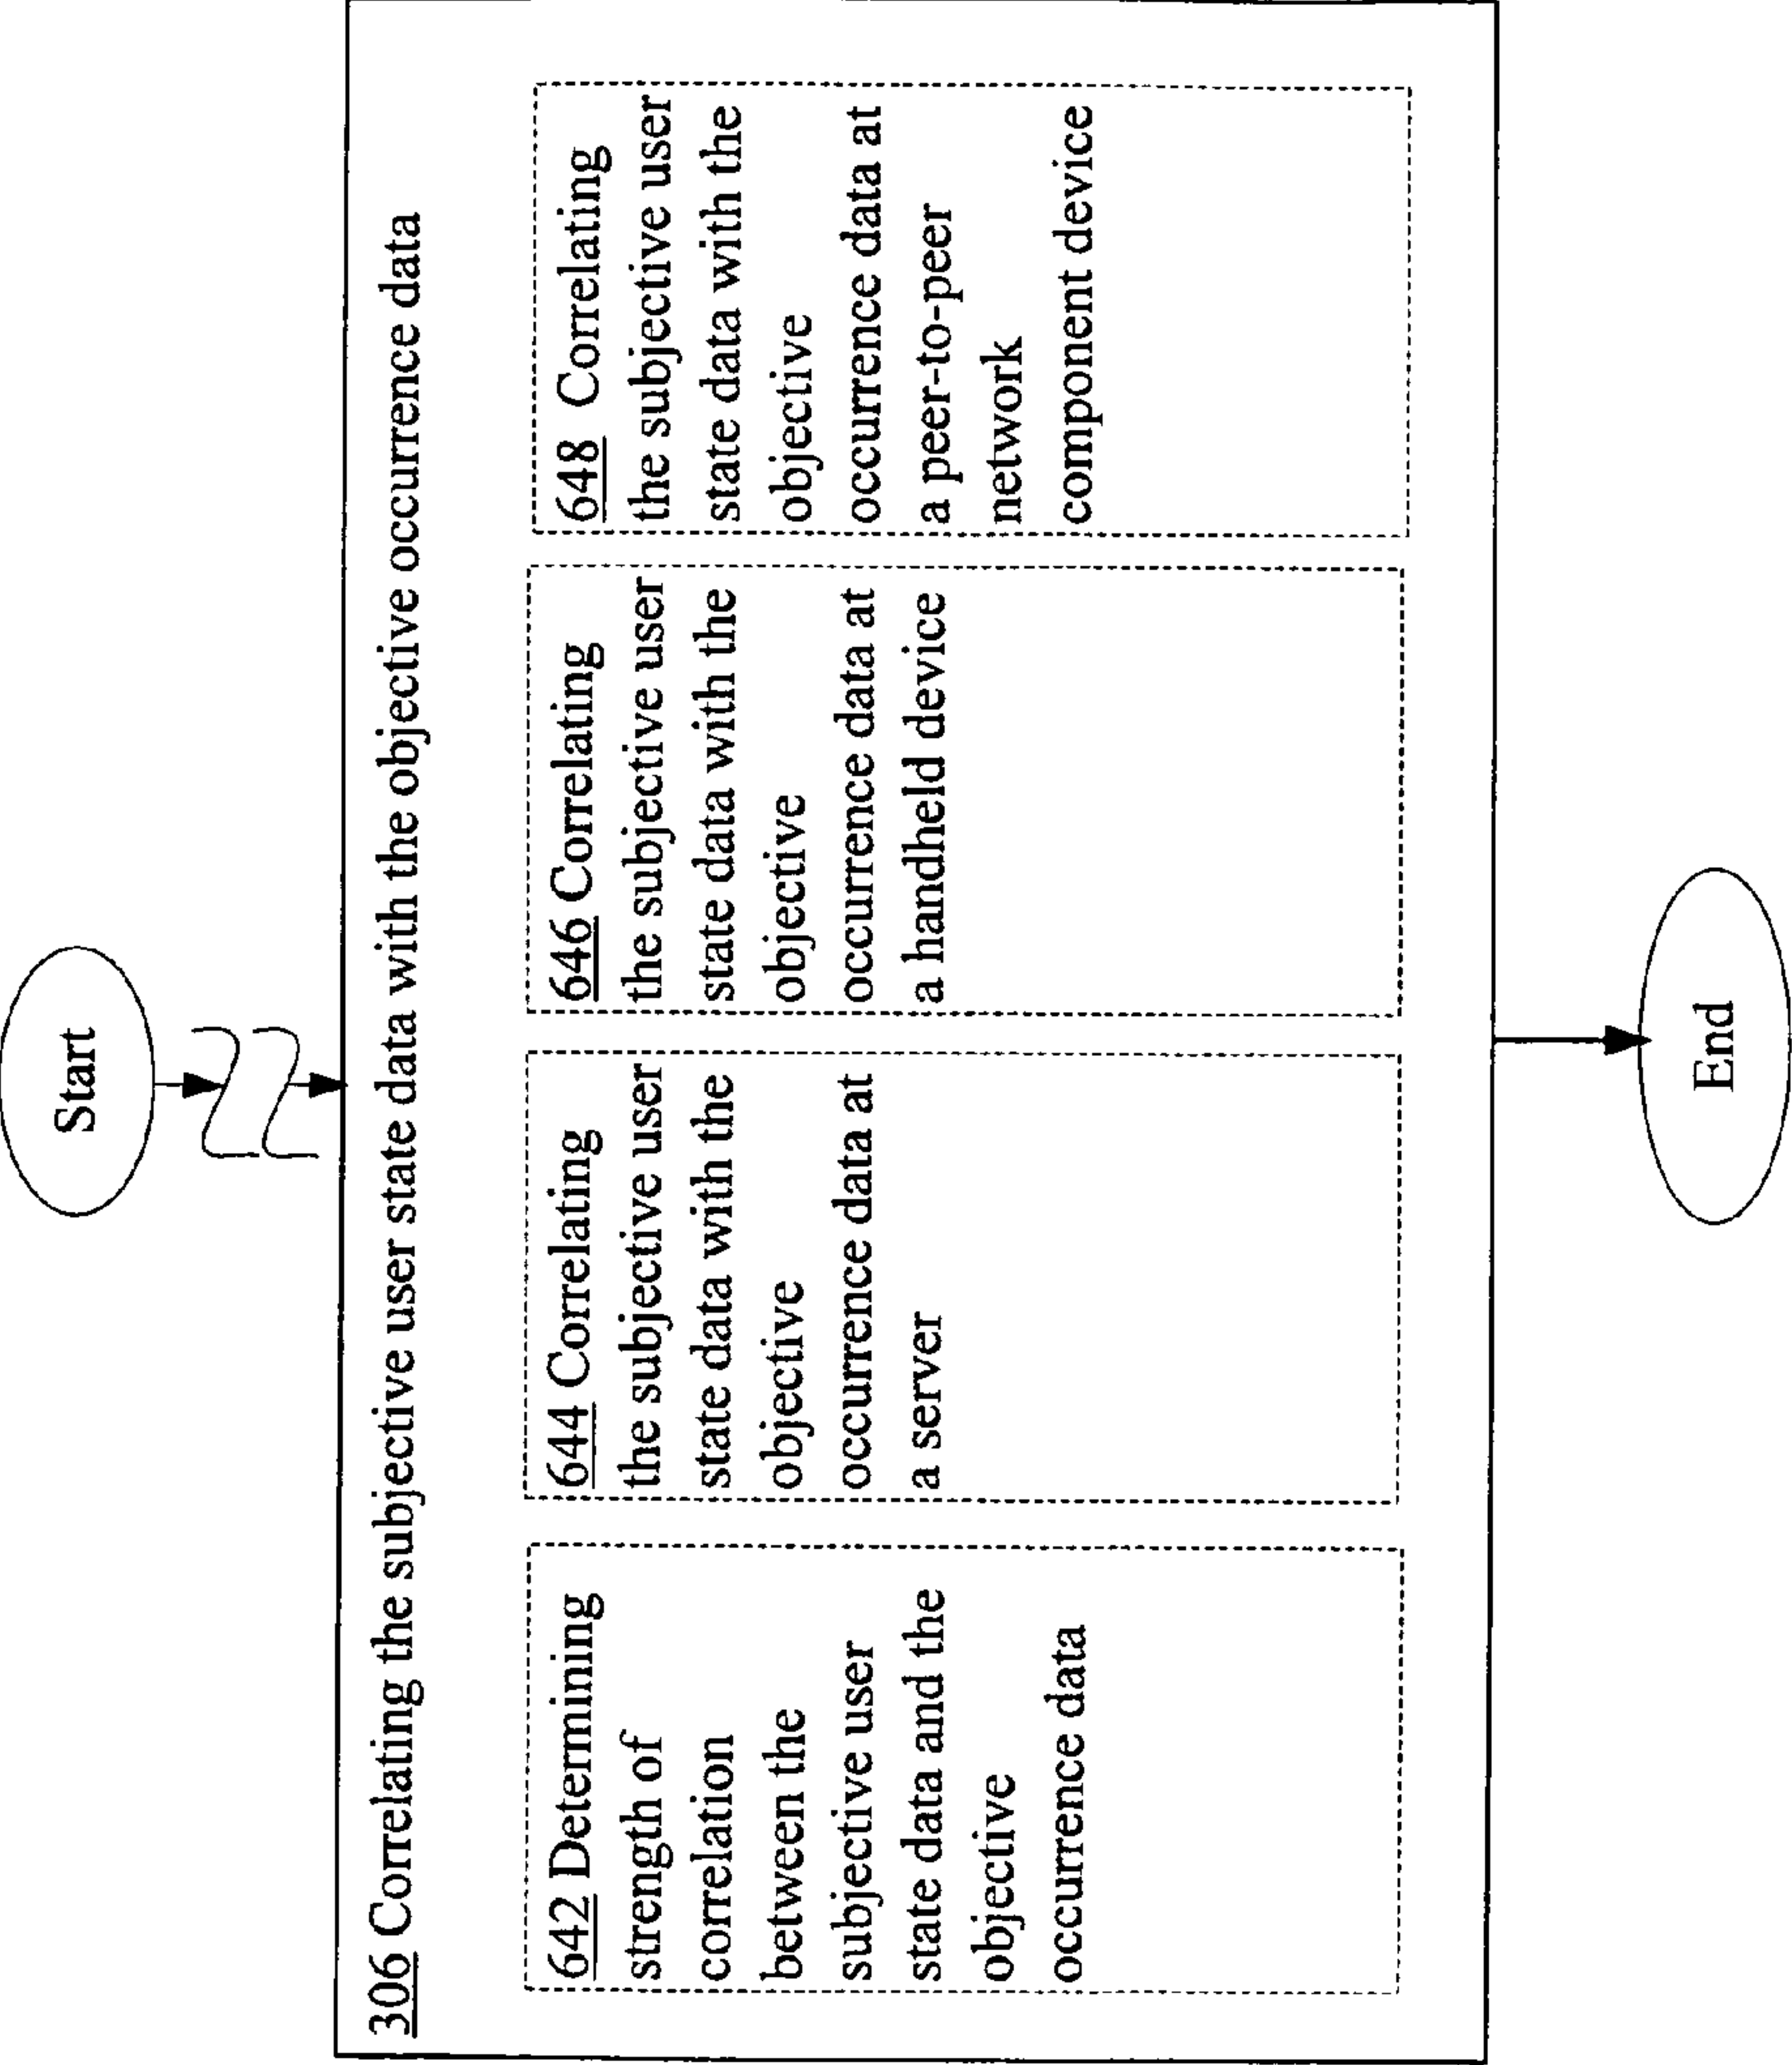 Start
306 Correlating the subjective user state data with the objective occurrence data
642 Determining
strength of
correlation
between the
subjective user
state data and the
objective
occurrence data
644 Correlating
the subjective user
state data with the
objective
occurrence data at
a server
646 Correlating
the subjective user
state data with the
objective
occurrence data at
a handheld device
648 Correlating
the subjective user
state data with the
objective
occurrence data at
a peer-to-peer
network
component device
End